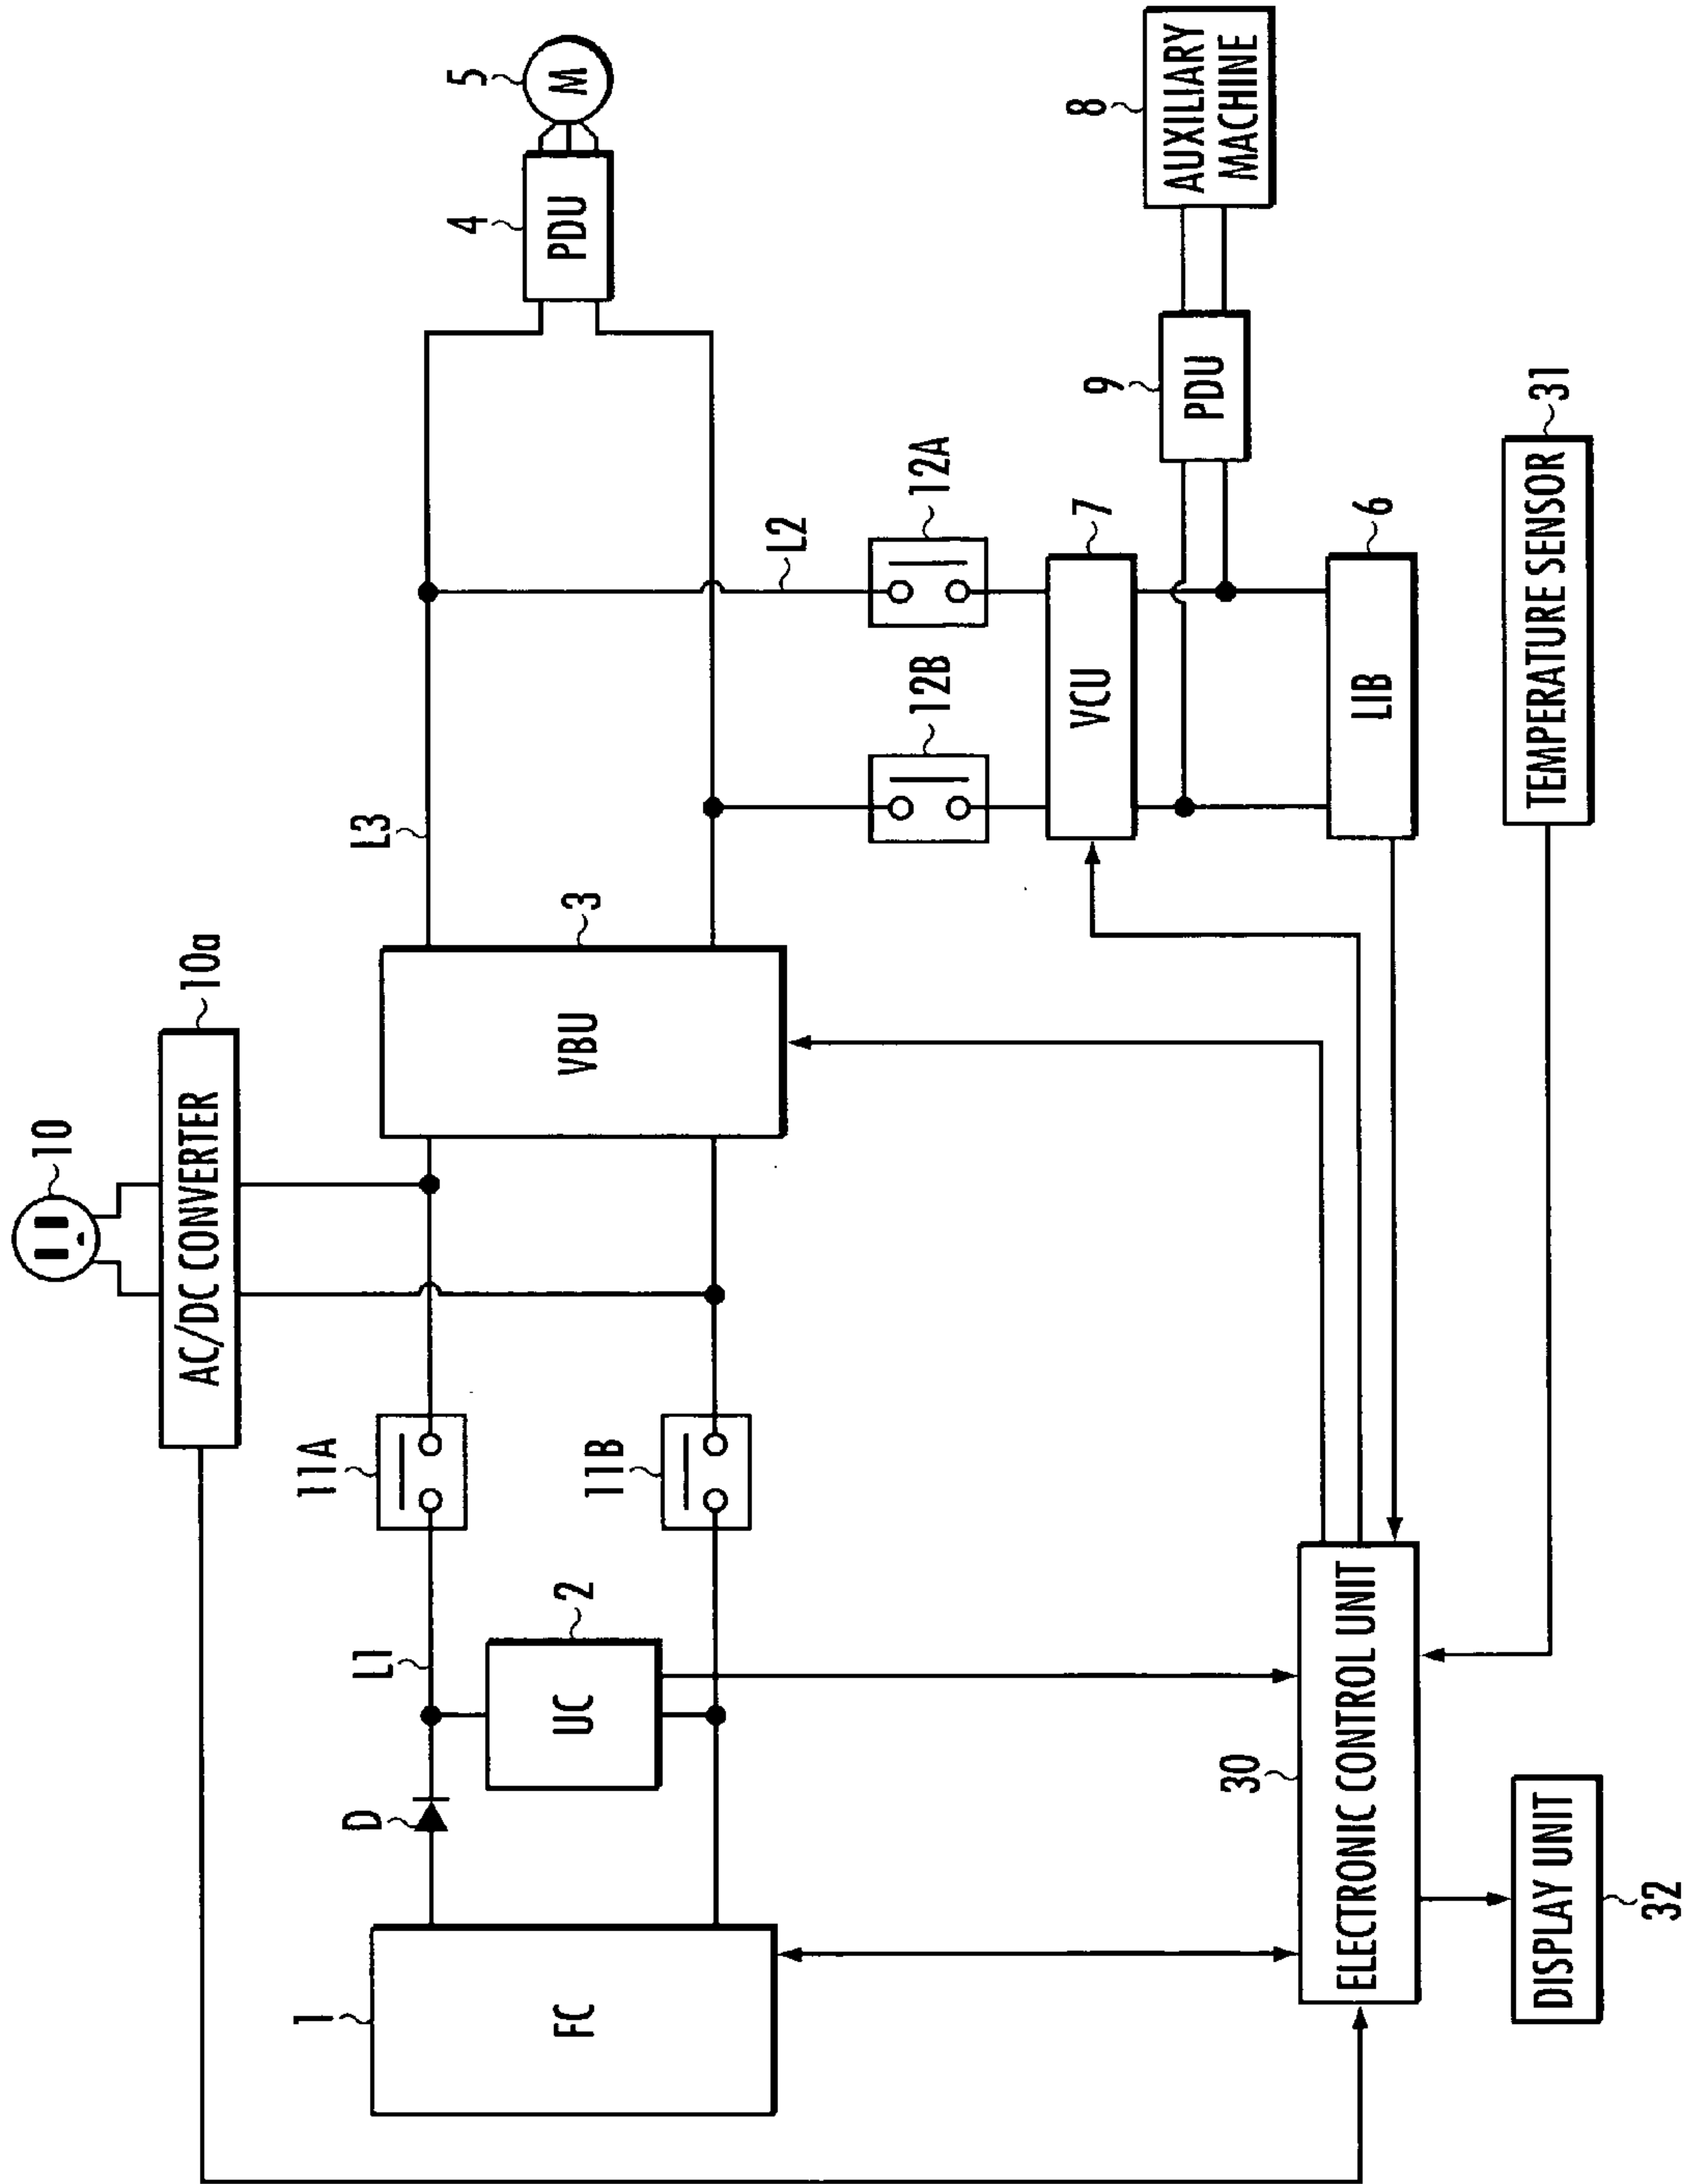 10
AC/DC CONVERTER
10a
1
FC
D
L1
UC
2
11A
11B
VBU
3
L3
4
PDU
5
M
L2
12A
12B
VCU
7
9
PDU
8
AUXILIARY
MACHINE
LIB
6
30
ELECTRONIC CONTROL UNIT
TEMPERATURE SENSOR
31
DISPLAY UNIT
32